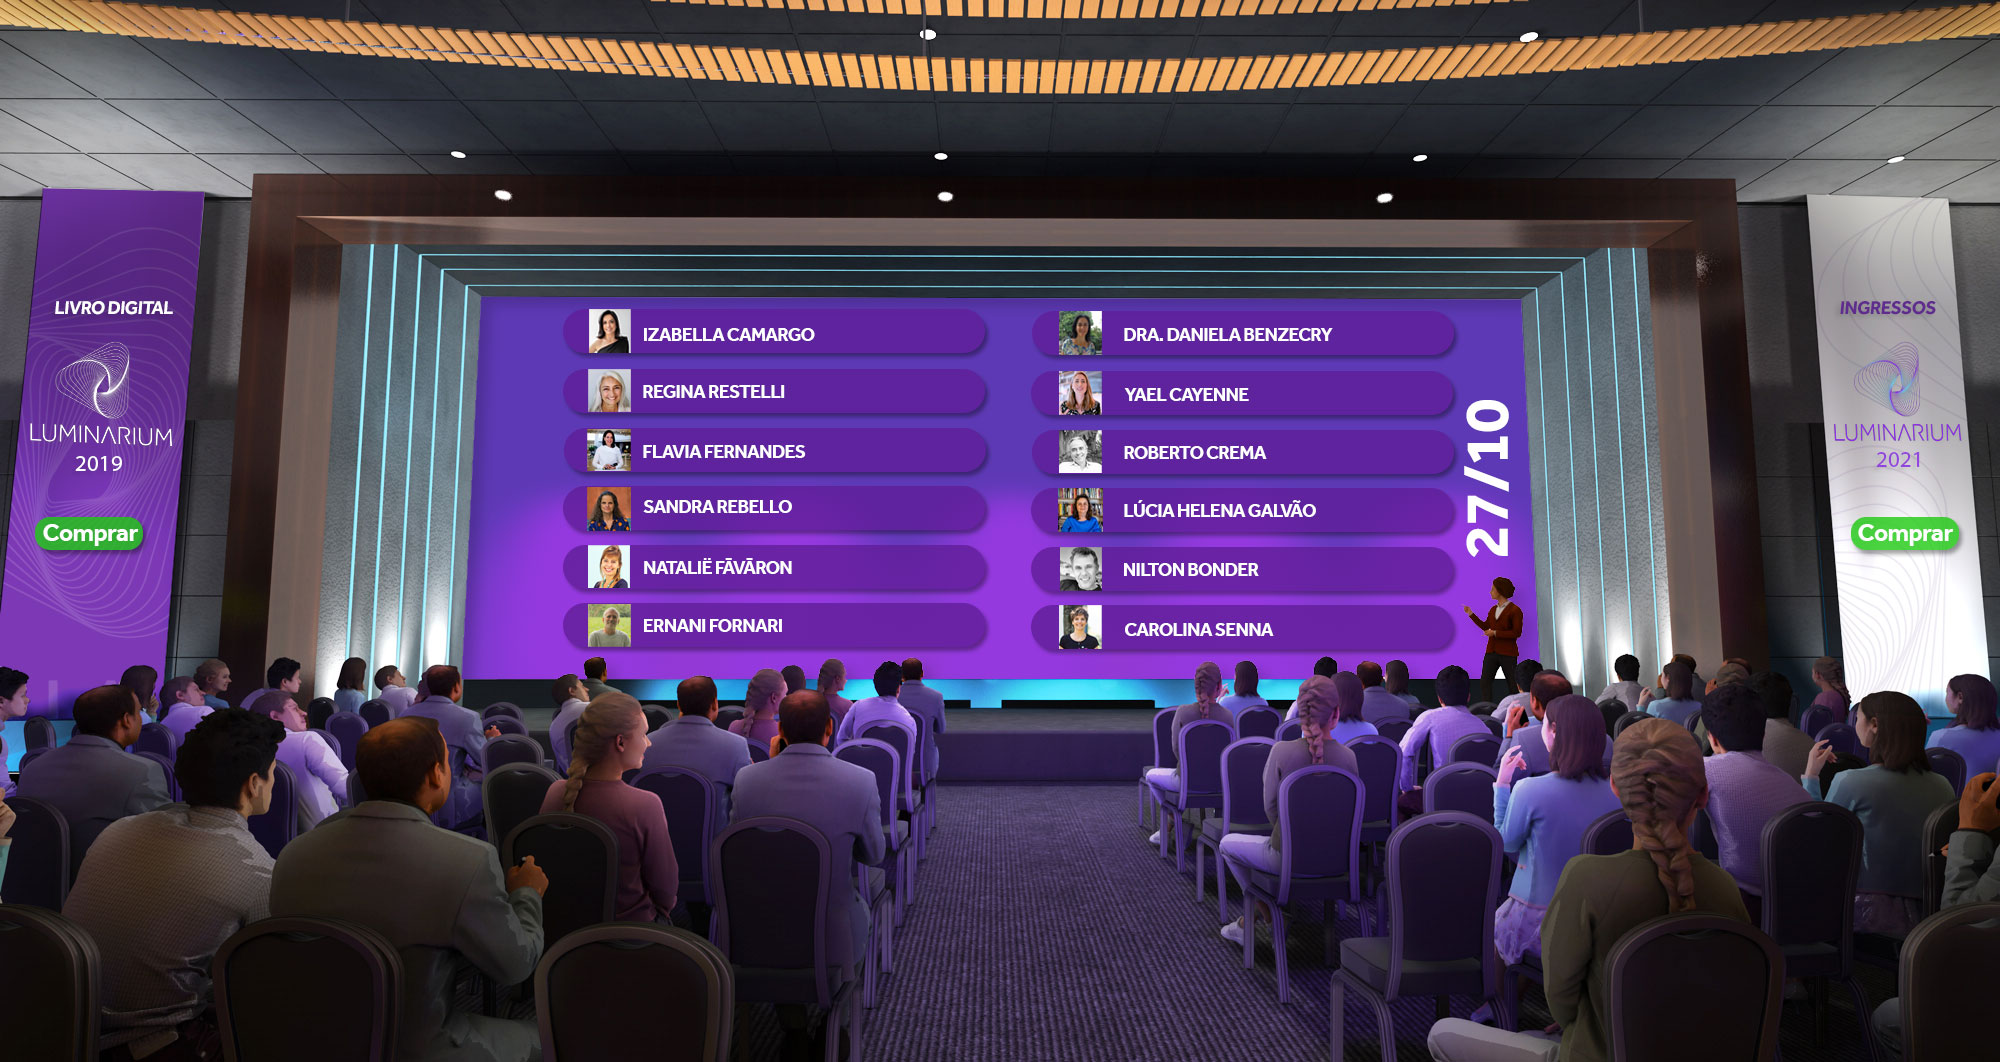 LIVRO DIGITAL
LUMINARIUM
2019
Comprar
IZABELLA CAMARGO
REGINA RESTELLI
FLAVIA FERNANDES
SANDRA REBELLO
NATALIË FĀVĀRON
ERNANI FORNARI
DRA. DANIELA BENZECRY
YAEL CAYENNE
ROBERTO CREMA
LÚCIA HELENA GALVÃO
NILTON BONDER
CAROLINA SENNA
27/10
INGRESSOS
LUMINARIUM
2021
Comprar